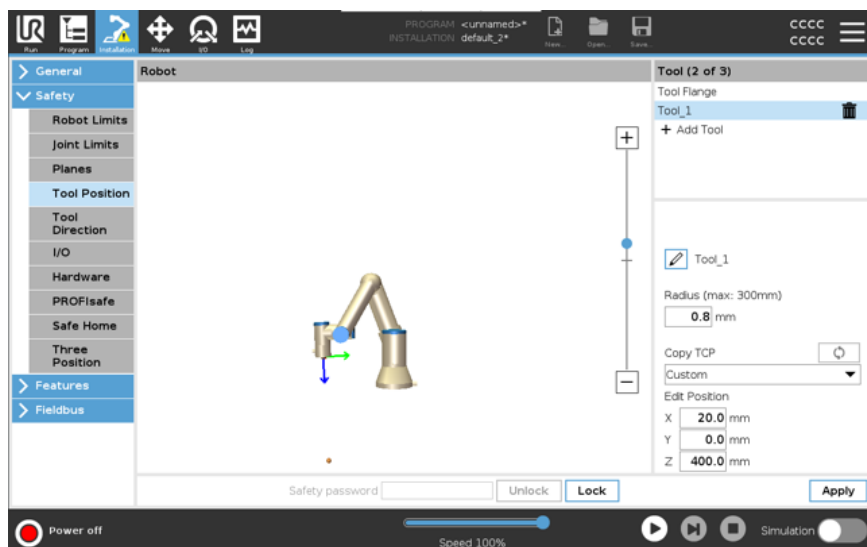 UR
PROGRAM <unnamed>*
INSTALLATION default_2*
CCCC
CCCC
Run Program Installation Move I/O Log New... Open... Save...
General
Safety
Robot Limits
Joint Limits
Planes
Tool Position
Tool
Direction
I/O
Hardware
PROFIsafe
Safe Home
Three
Position
Features
Fieldbus
Robot
Tool (2 of 3)
Tool Flange
Tool_1
+ Add Tool
Tool_1
Radius (max: 300mm)
0.8 mm
Copy TCP
Custom
Edit Position
X 20.0 mm
Y 0.0 mm
Z 400.0 mm
Safety password Unlock Lock Apply
Power off
Speed 100%
Simulation